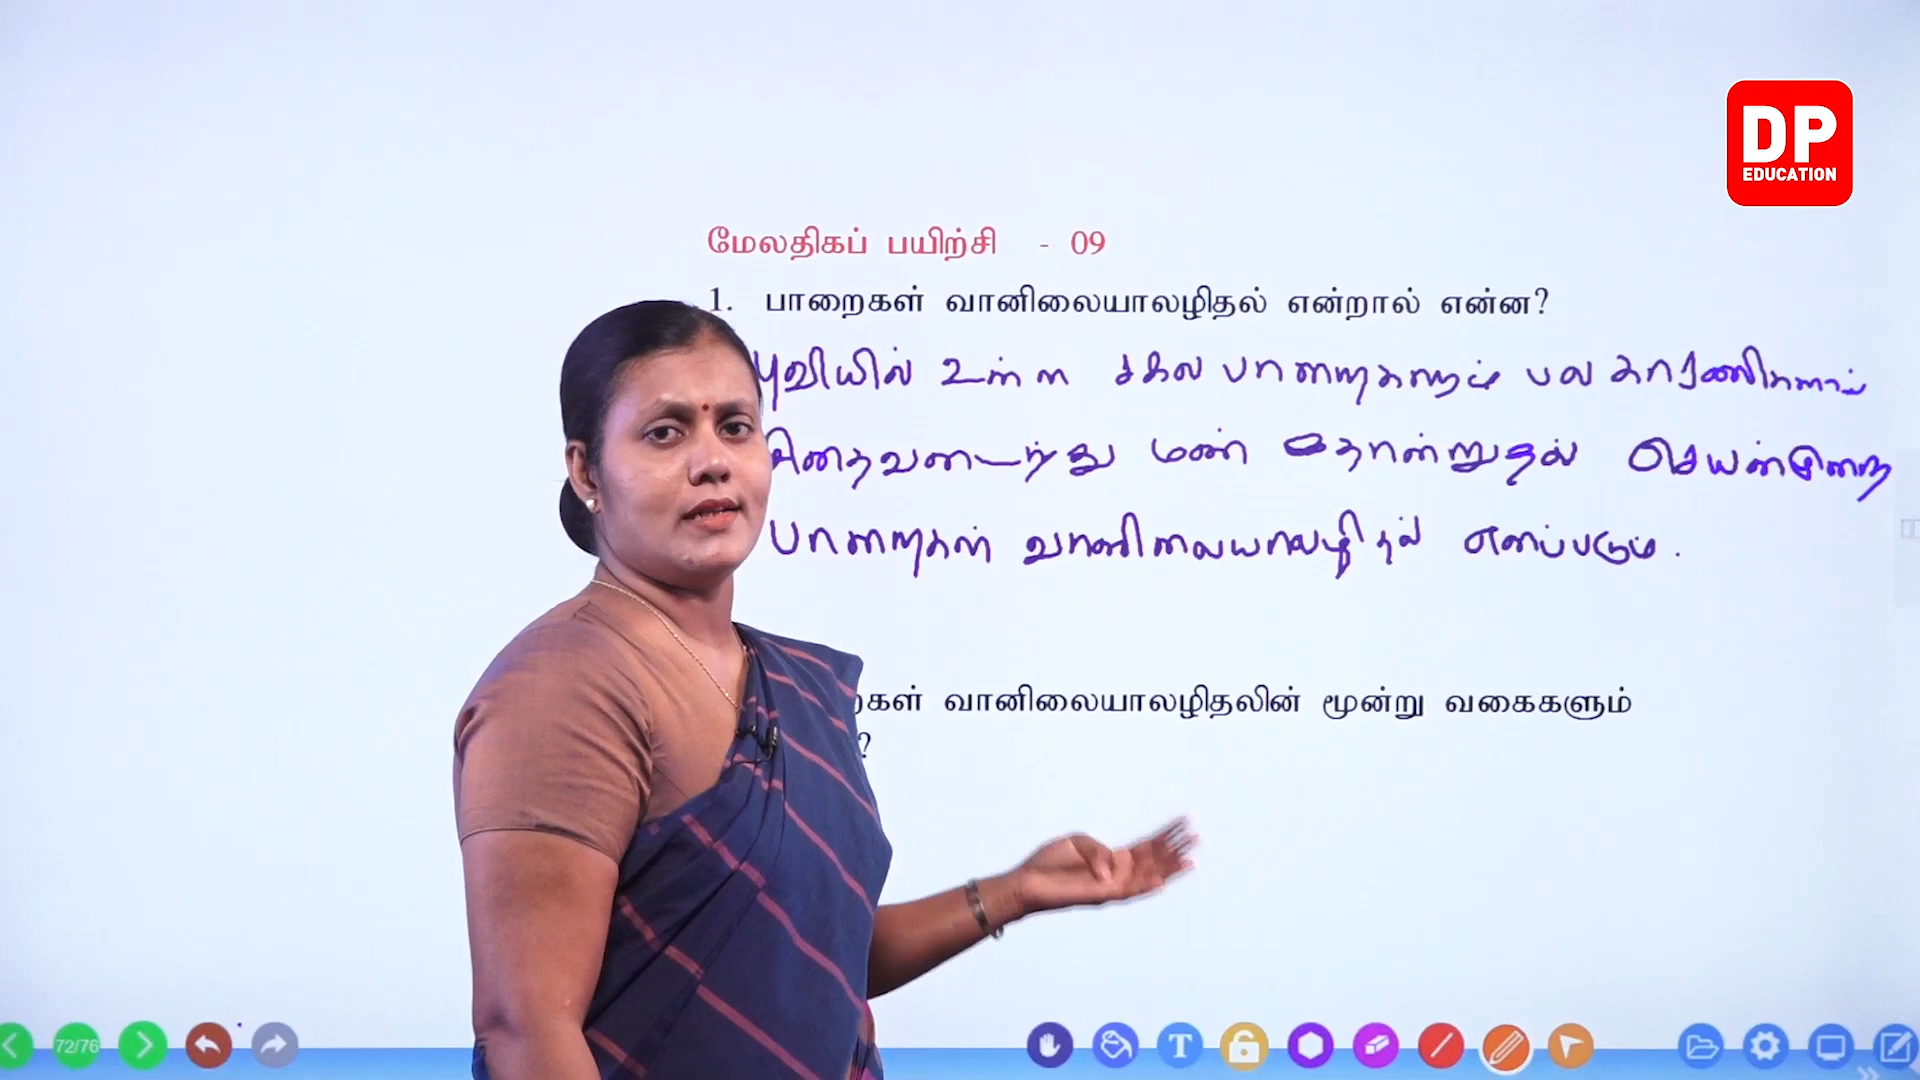 DP
EDUCATION
மேலதிகப் பயிற்சி - 09
1. பாறைகள் வானிலையாலழிதல் என்றால் என்ன?
புவியில் உள்ள சகல பாறைகளும் பல காரணிகளால்
சிதைவடைந்து மண் தோன்றுதல் செயன்முறை
பாறைகள் வானிலையாலழிதல் எனப்படும்.
வானிலையாலழிதலின் மூன்று வகைகளும்
?
72/76
T